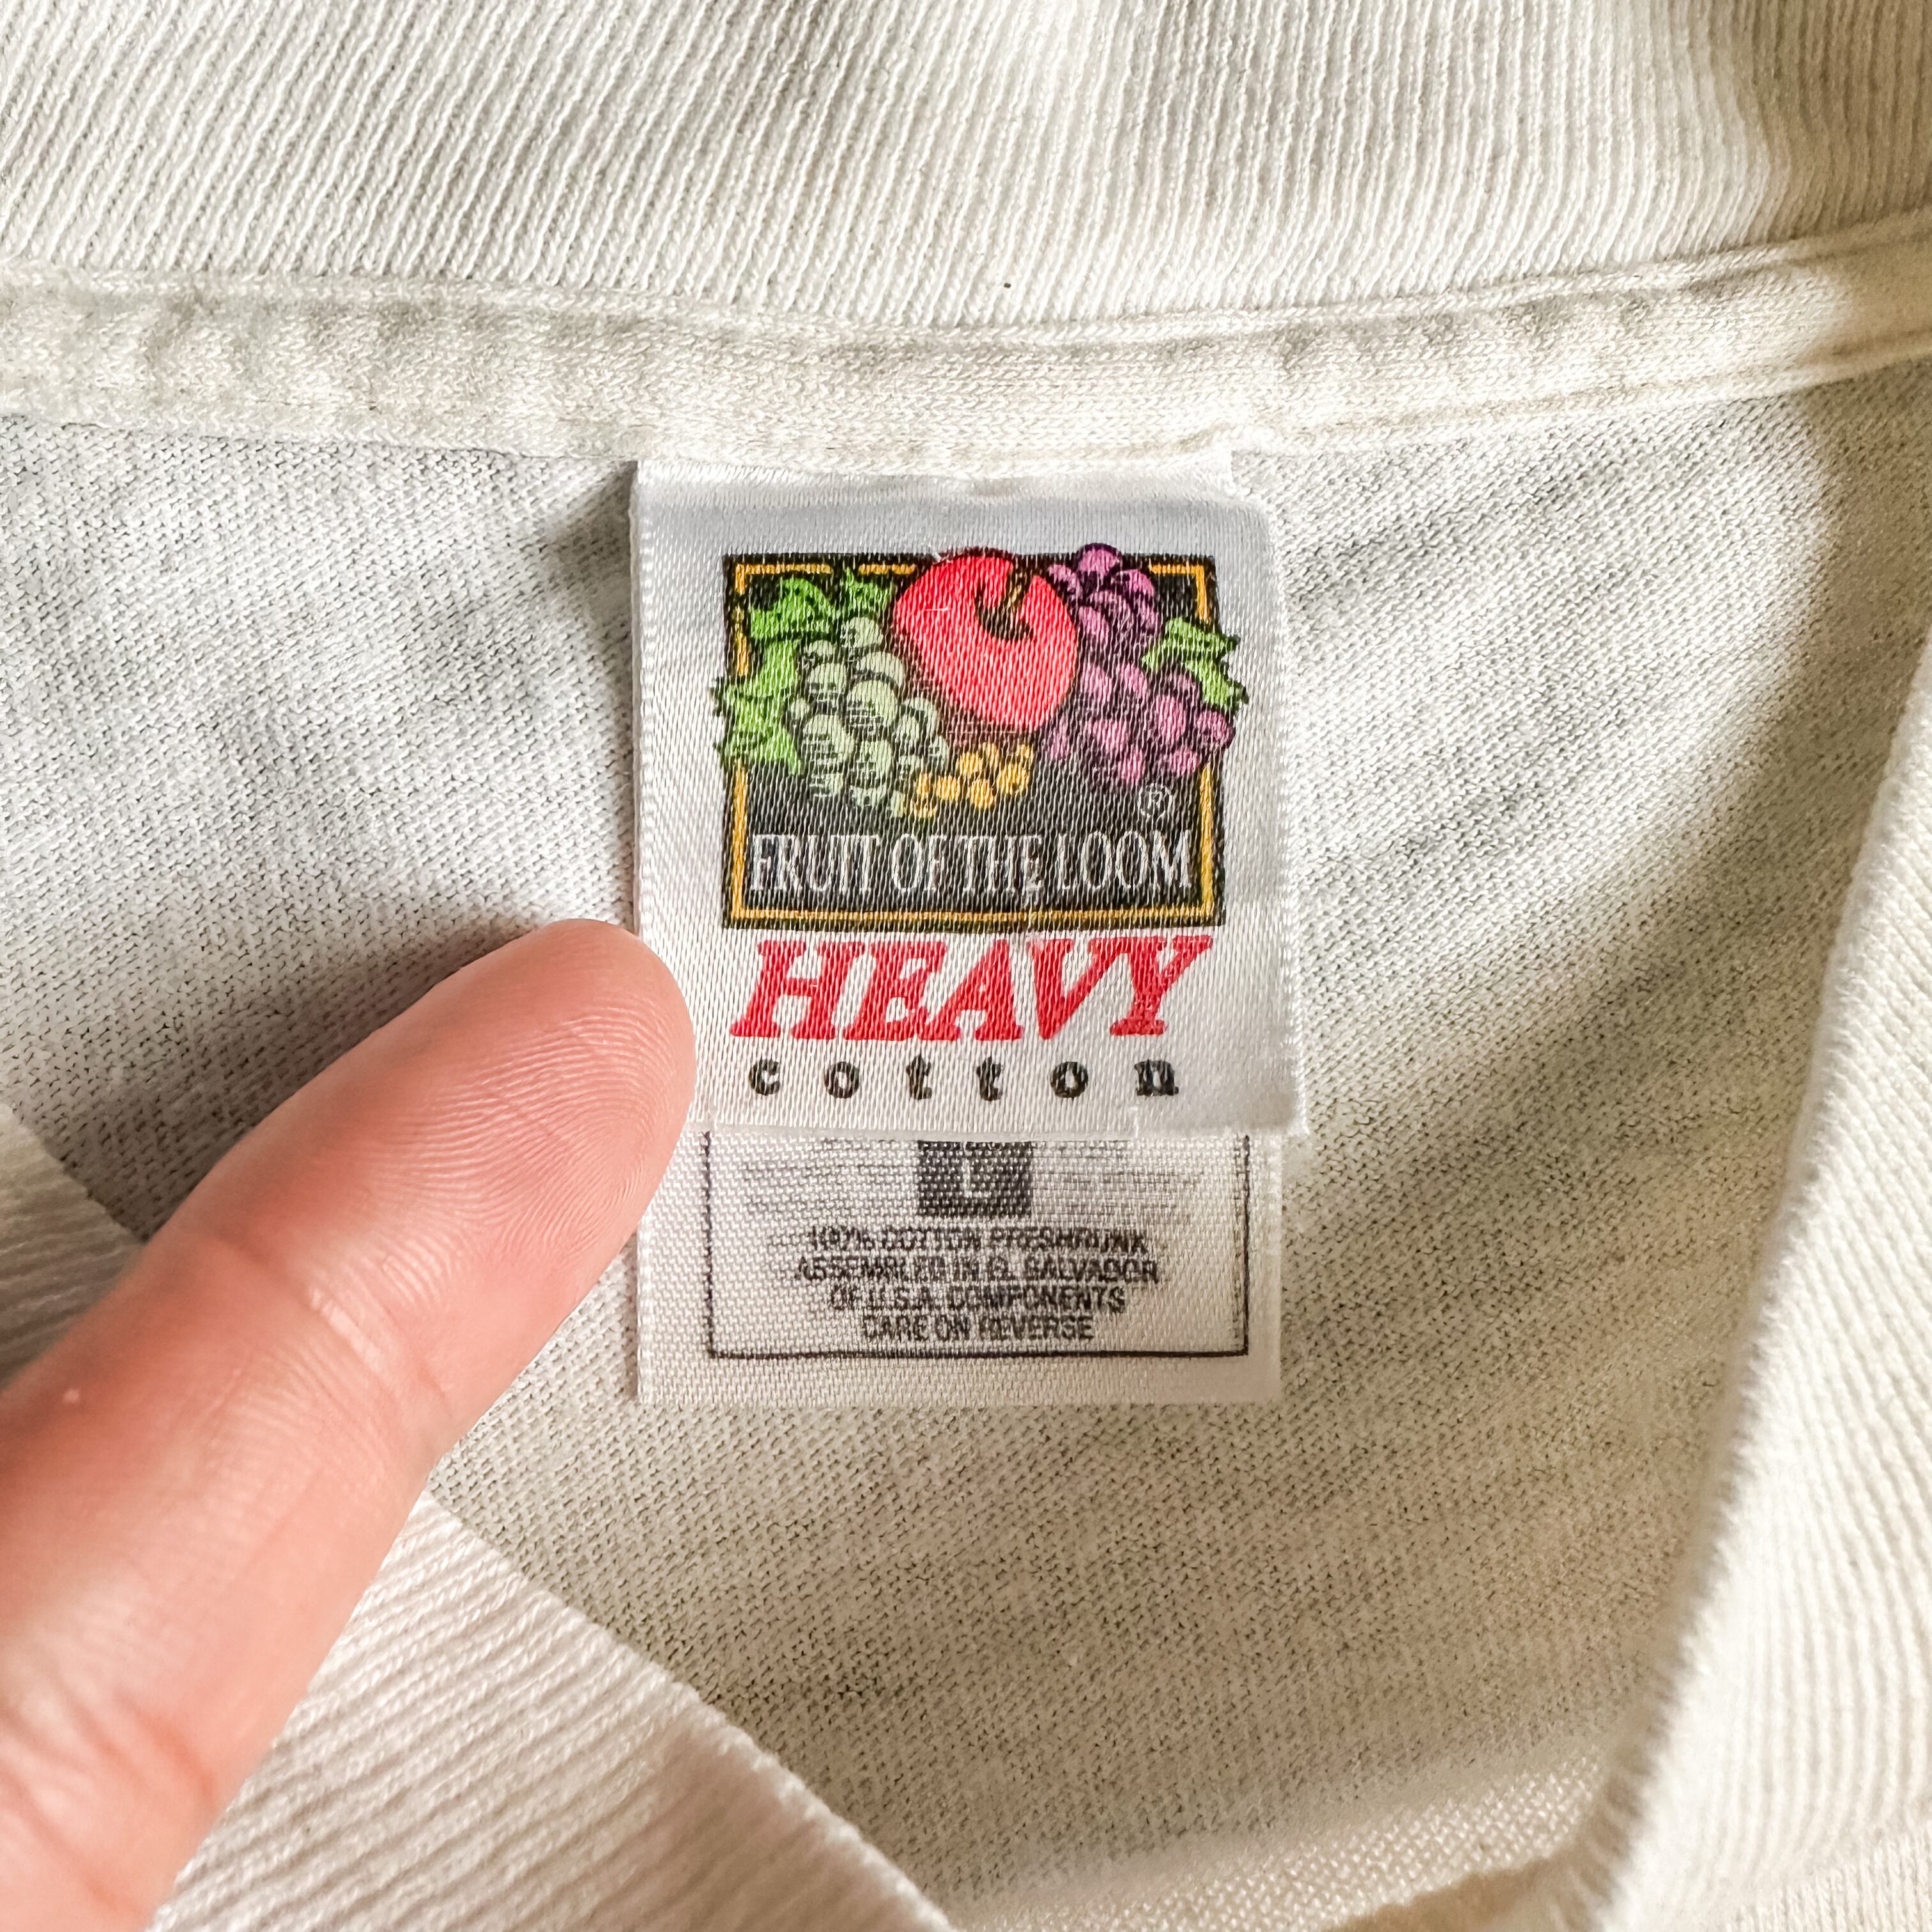 ®
FRUIT OF THE LOOM
HEAVY
cotton
L
100% COTTON PRESHRUNK
ASSEMBLED IN EL SALVADOR
OF U.S.A. COMPONENTS
CARE ON REVERSE